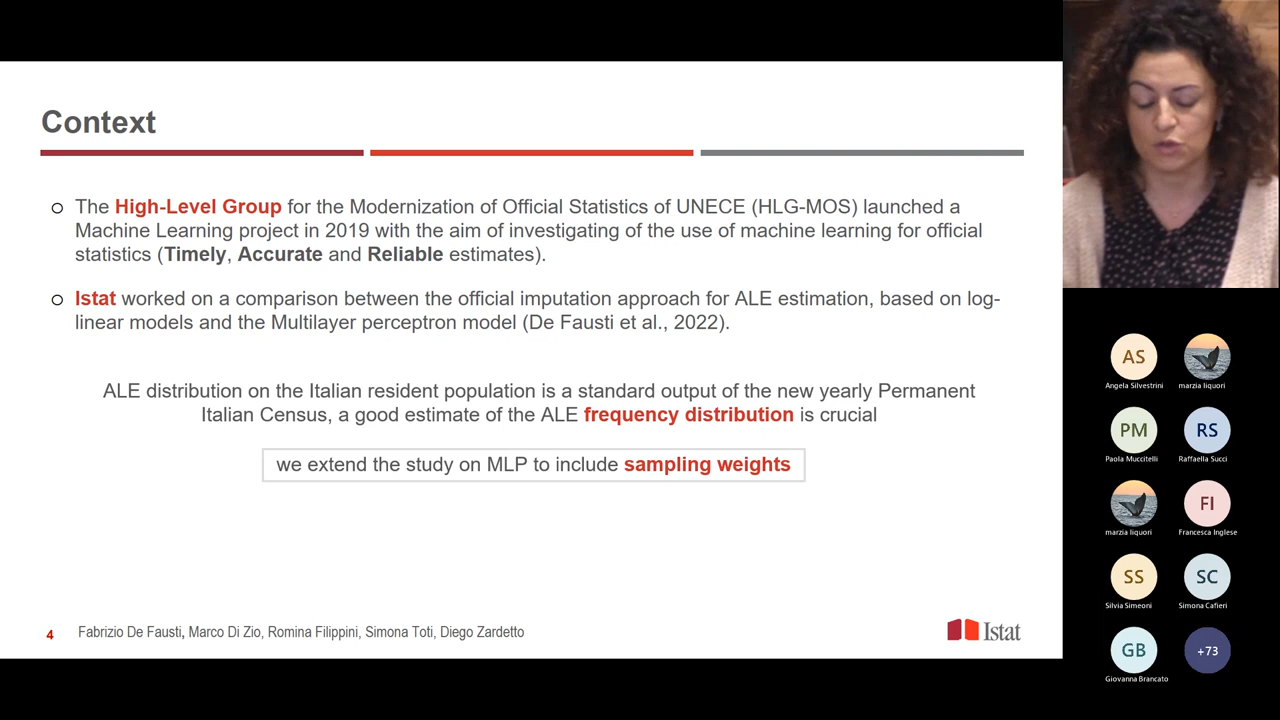 Context
The High-Level Group for the Modernization of Official Statistics of UNECE (HLG-MOS) launched a
Machine Learning project in 2019 with the aim of investigating of the use of machine learning for official
statistics (Timely, Accurate and Reliable estimates).
Istat worked on a comparison between the official imputation approach for ALE estimation, based on log-
linear models and the Multilayer perceptron model (De Fausti et al., 2022).
ALE distribution on the Italian resident population is a standard output of the new yearly Permanent
Italian Census, a good estimate of the ALE frequency distribution is crucial
we extend the study on MLP to include sampling weights
4 Fabrizio De Fausti, Marco Di Zio, Romina Filippini, Simona Toti, Diego Zardetto
Istat
AS
Angela Silvestrini
marzia liquori
PM
Paola Muccitelli
RS
Raffaella Succi
marzia liquori
FI
Francesca Inglese
SS
Silvia Simeoni
SC
Simona Cafieri
GB
Giovanna Brancato
+73